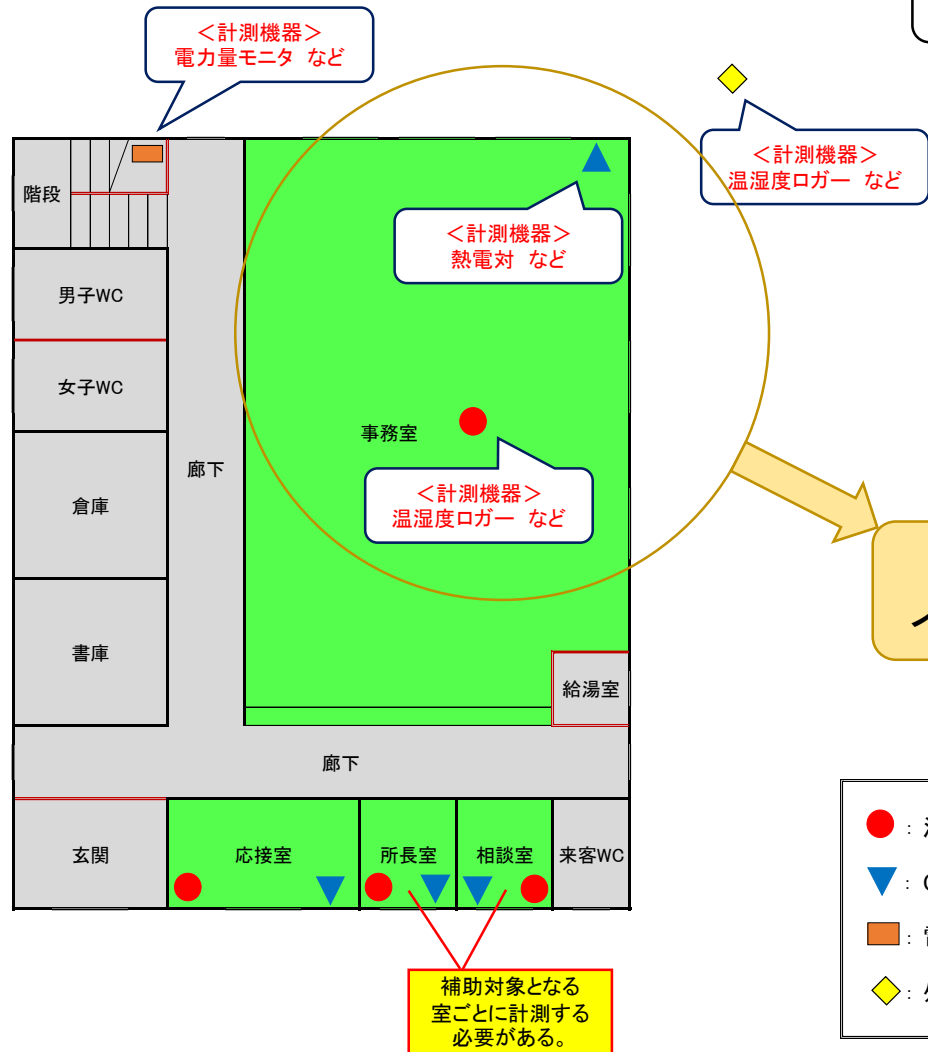 ＜計測機器＞
電力量モニタ など
＜計測機器＞
温湿度ロガー など
階段
＜計測機器＞
熱電対 など
男子WC
女子WC
事務室
廊下
＜計測機器＞
温湿度ロガー など
倉庫
書庫
給湯室
廊下
玄関
応接室
所長室
相談室
来客WC
補助対象となる
室ごとに計測する
必要がある。
：
：
：
：